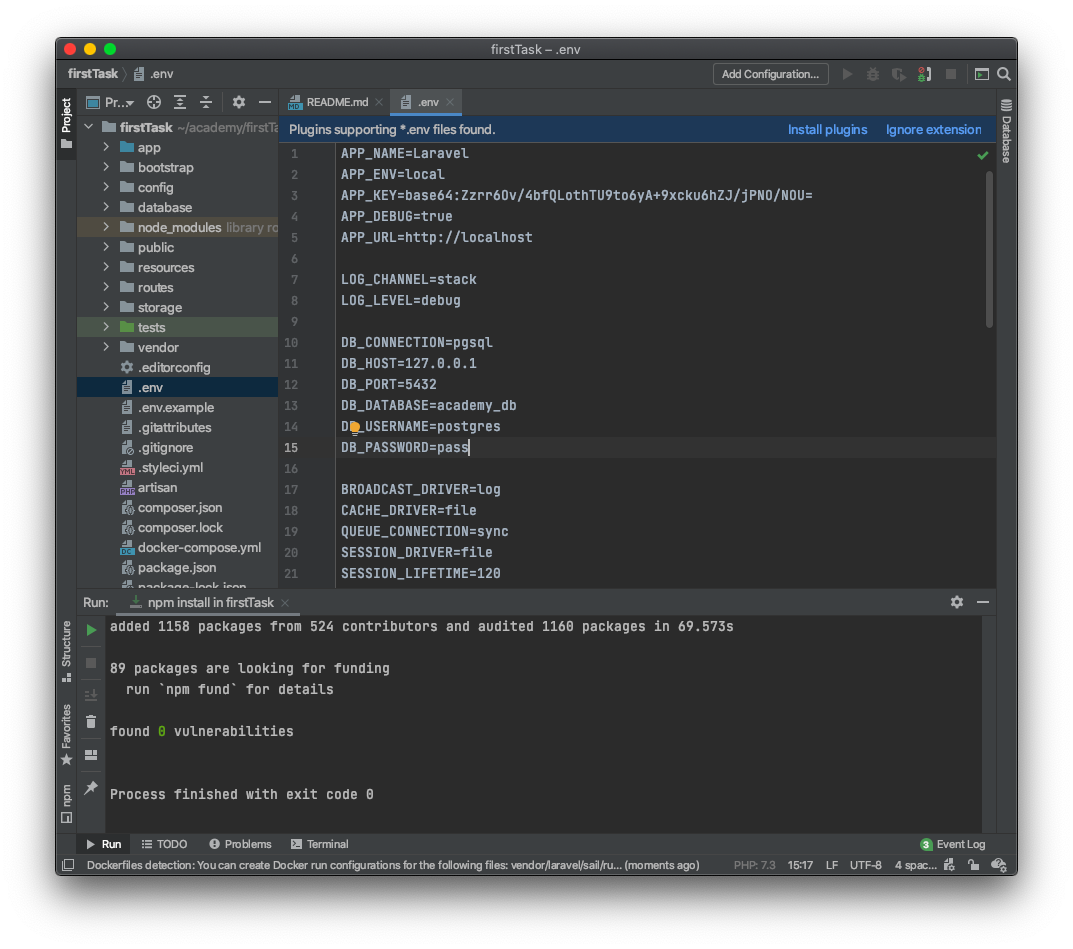 firstTask – .env
firstTask
.env
Add Configuration...
Project
Pr...
README.md
.env
Database
Plugins supporting *.env files found.
Install plugins
Ignore extension
firstTask ~/academy/firstTa
app
bootstrap
config
database
node_modules library ro
public
resources
routes
storage
tests
vendor
.editorconfig
.env
.env.example
.gitattributes
.gitignore
.styleci.yml
artisan
composer.json
composer.lock
docker-compose.yml
package.json
package-lock.json
1 APP_NAME=Laravel
2 APP_ENV=local
3 APP_KEY=base64:Zzrr6Ov/4bfQLothTU9to6yA+9xcku6hZJ/jPNO/NOU=
4 APP_DEBUG=true
5 APP_URL=http://localhost
6
7 LOG_CHANNEL=stack
8 LOG_LEVEL=debug
9
10 DB_CONNECTION=pgsql
11 DB_HOST=127.0.0.1
12 DB_PORT=5432
13 DB_DATABASE=academy_db
14 DB_USERNAME=postgres
15 DB_PASSWORD=pass
16
17 BROADCAST_DRIVER=log
18 CACHE_DRIVER=file
19 QUEUE_CONNECTION=sync
20 SESSION_DRIVER=file
21 SESSION_LIFETIME=120
Run:
npm install in firstTask
added 1158 packages from 524 contributors and audited 1160 packages in 69.573s
89 packages are looking for funding
run `npm fund` for details
found 0 vulnerabilities
Process finished with exit code 0
Structure
Favorites
npm
Run
TODO
Problems
Terminal
3 Event Log
Dockerfiles detection: You can create Docker run configurations for the following files: vendor/laravel/sail/ru... (moments ago)
PHP: 7.3
15:17
LF
UTF-8
4 spac...